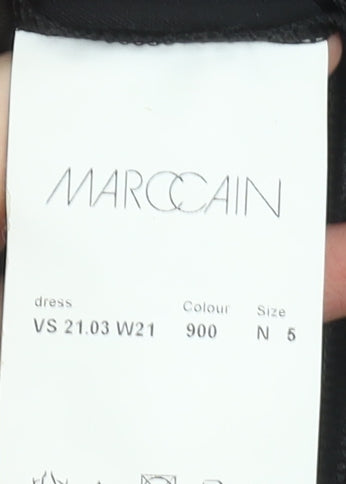 MARCCAIN
dress Colour Size
VS 21.03 W21 900 N 5